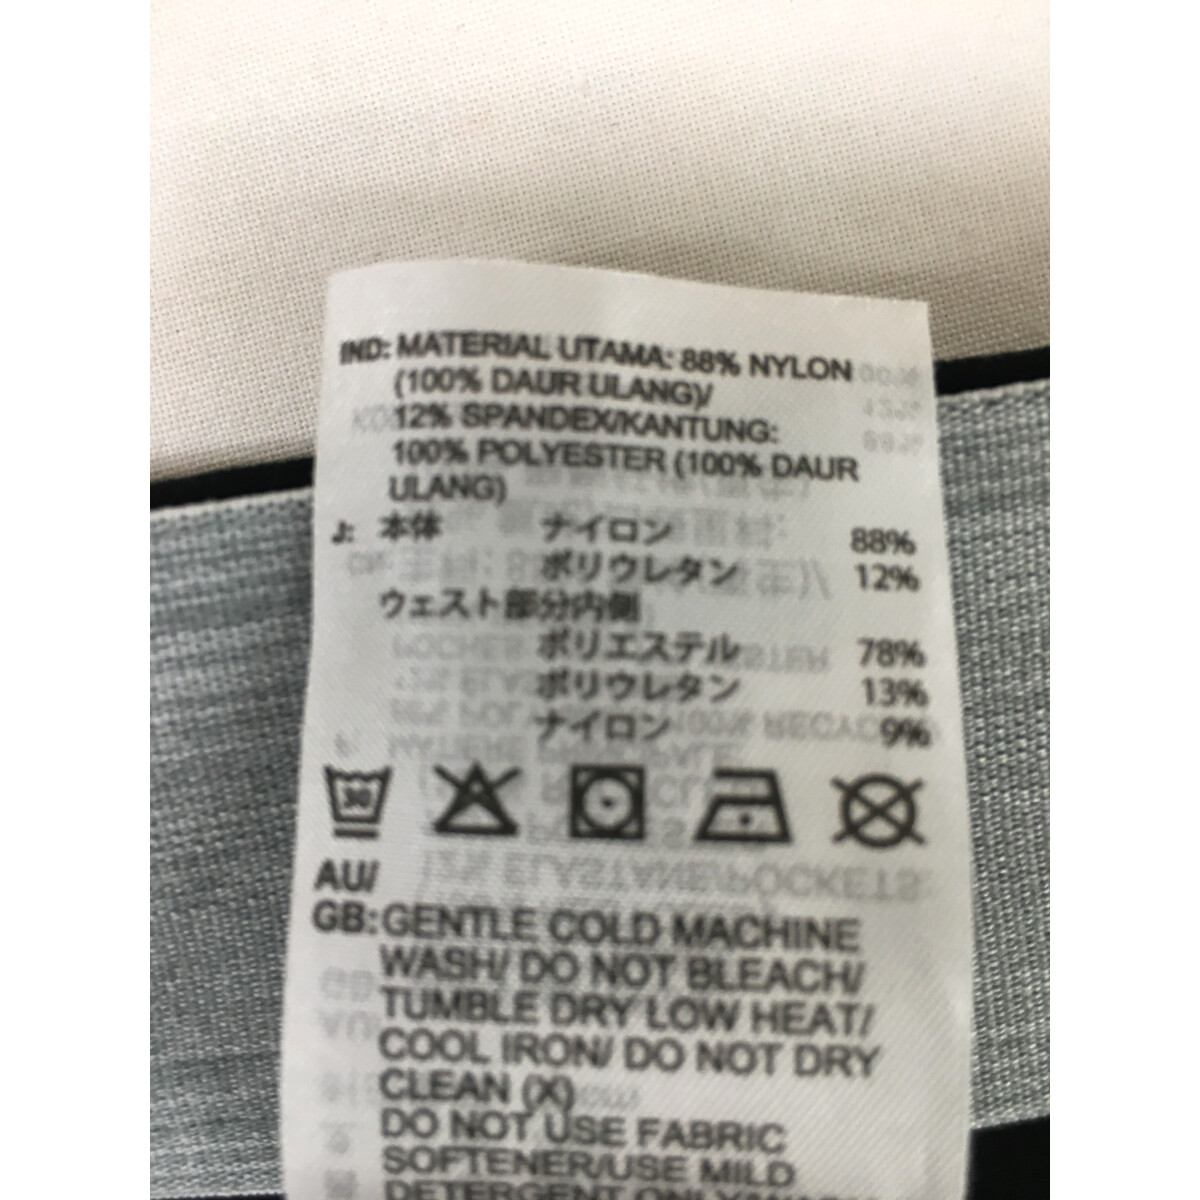 IND: MATERIAL UTAMA: 88% NYLON
(100% DAUR ULANG)/
12% SPANDEX/KANTUNG:
100% POLYESTER (100% DAUR
ULANG)
J: 本体 ナイロン 88%
ポリウレタン 12%
ウェスト部分内側
ポリエステル 78%
ポリウレタン 13%
ナイロン 9%
30
AU/
GB: GENTLE COLD MACHINE
WASH/ DO NOT BLEACH/
TUMBLE DRY LOW HEAT/
COOL IRON/ DO NOT DRY
CLEAN (X)
DO NOT USE FABRIC
SOFTENER/USE MILD
DETERGENT ONLY/WASH